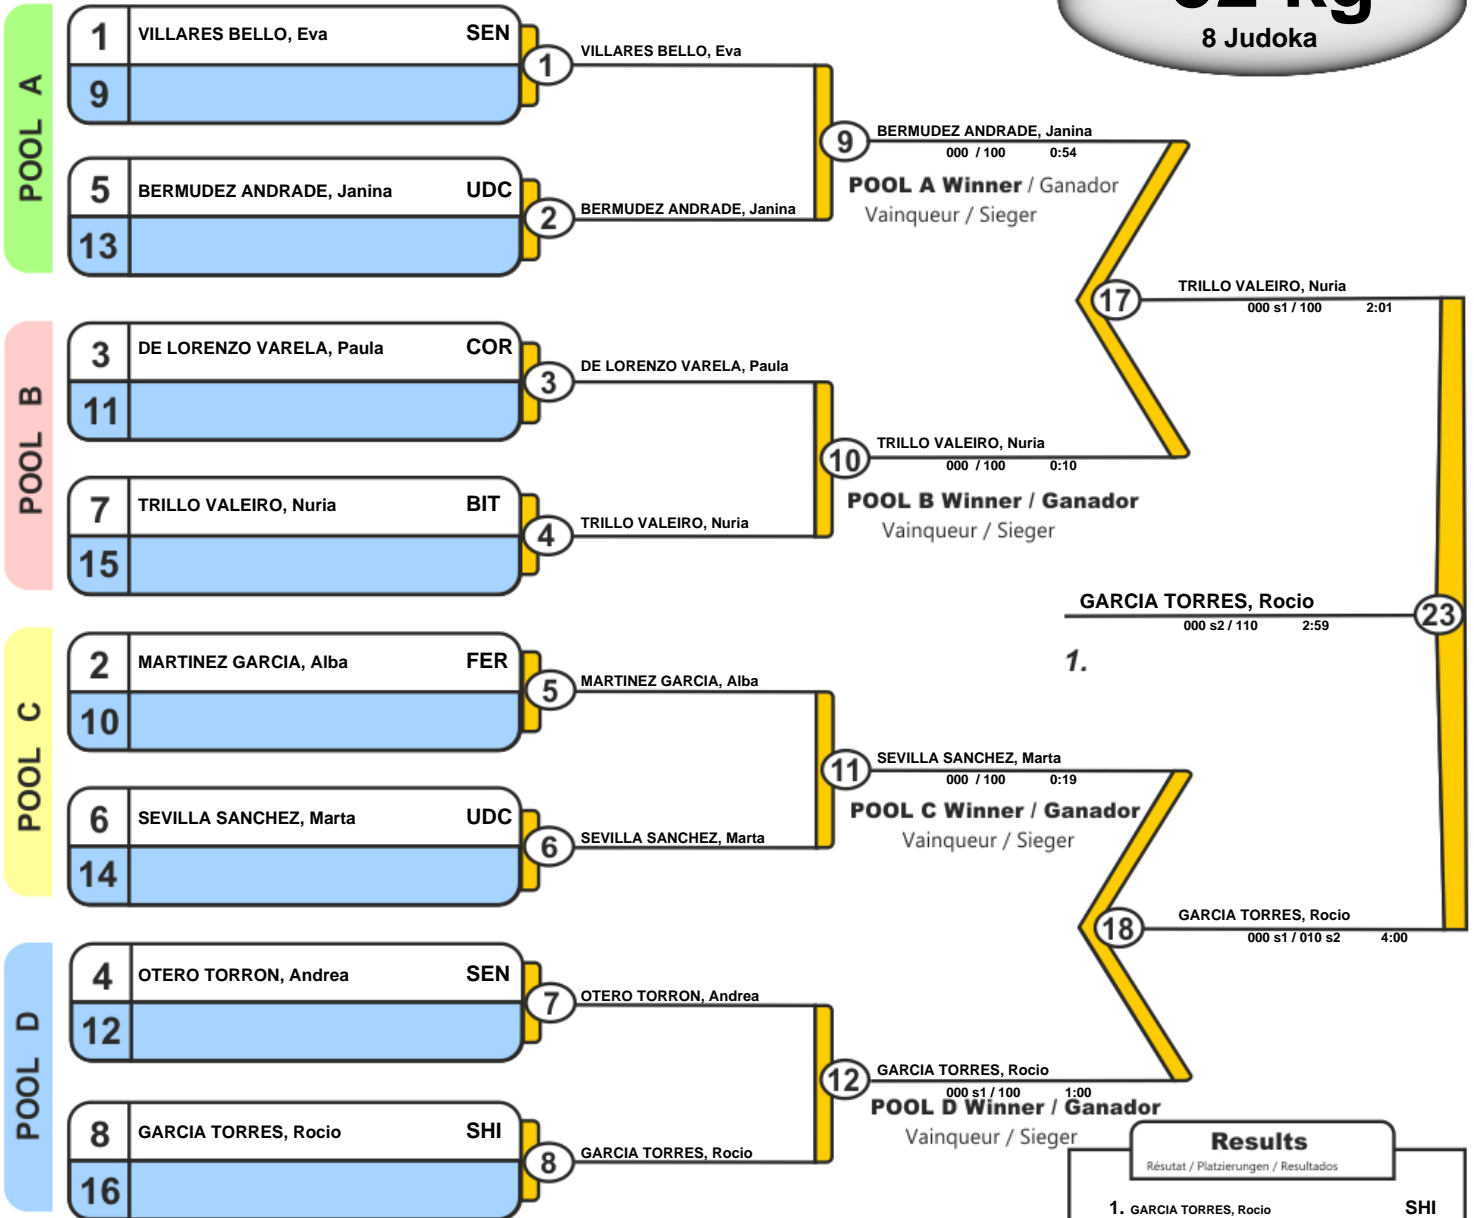 8 Judoka
POOL A
1 VILLARES BELLO, Eva SEN
9
1
VILLARES BELLO, Eva
5 BERMUDEZ ANDRADE, Janina UDC
13
2
BERMUDEZ ANDRADE, Janina
9
BERMUDEZ ANDRADE, Janina
000 / 100 0:54
POOL A Winner / Ganador
Vainqueur / Sieger
POOL B
3 DE LORENZO VARELA, Paula COR
11
3
DE LORENZO VARELA, Paula
7 TRILLO VALEIRO, Nuria BIT
15
4
TRILLO VALEIRO, Nuria
10
TRILLO VALEIRO, Nuria
000 / 100 0:10
POOL B Winner / Ganador
Vainqueur / Sieger
17
TRILLO VALEIRO, Nuria
000 s1 / 100 2:01
GARCIA TORRES, Rocio
23
000 s2 / 110 2:59
1.
POOL C
2 MARTINEZ GARCIA, Alba FER
10
5
MARTINEZ GARCIA, Alba
6 SEVILLA SANCHEZ, Marta UDC
14
6
SEVILLA SANCHEZ, Marta
11
SEVILLA SANCHEZ, Marta
000 / 100 0:19
POOL C Winner / Ganador
Vainqueur / Sieger
18
GARCIA TORRES, Rocio
000 s1 / 010 s2 4:00
POOL D
4 OTERO TORRON, Andrea SEN
12
7
OTERO TORRON, Andrea
8 GARCIA TORRES, Rocio SHI
16
8
GARCIA TORRES, Rocio
12
GARCIA TORRES, Rocio
000 s1 / 100 1:00
POOL D Winner / Ganador
Vainqueur / Sieger
Results
Résutat / Platzierungen / Resultados
1. GARCIA TORRES, Rocio SHI